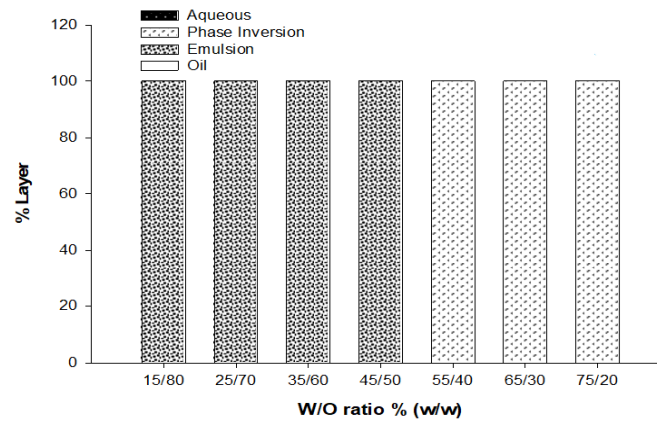 Aqueous
Phase Inversion
Emulsion
Oil
120
100
80
60
40
20
0
% Layer
15/80 25/70 35/60 45/50 55/40 65/30 75/20
W/O ratio % (w/w)